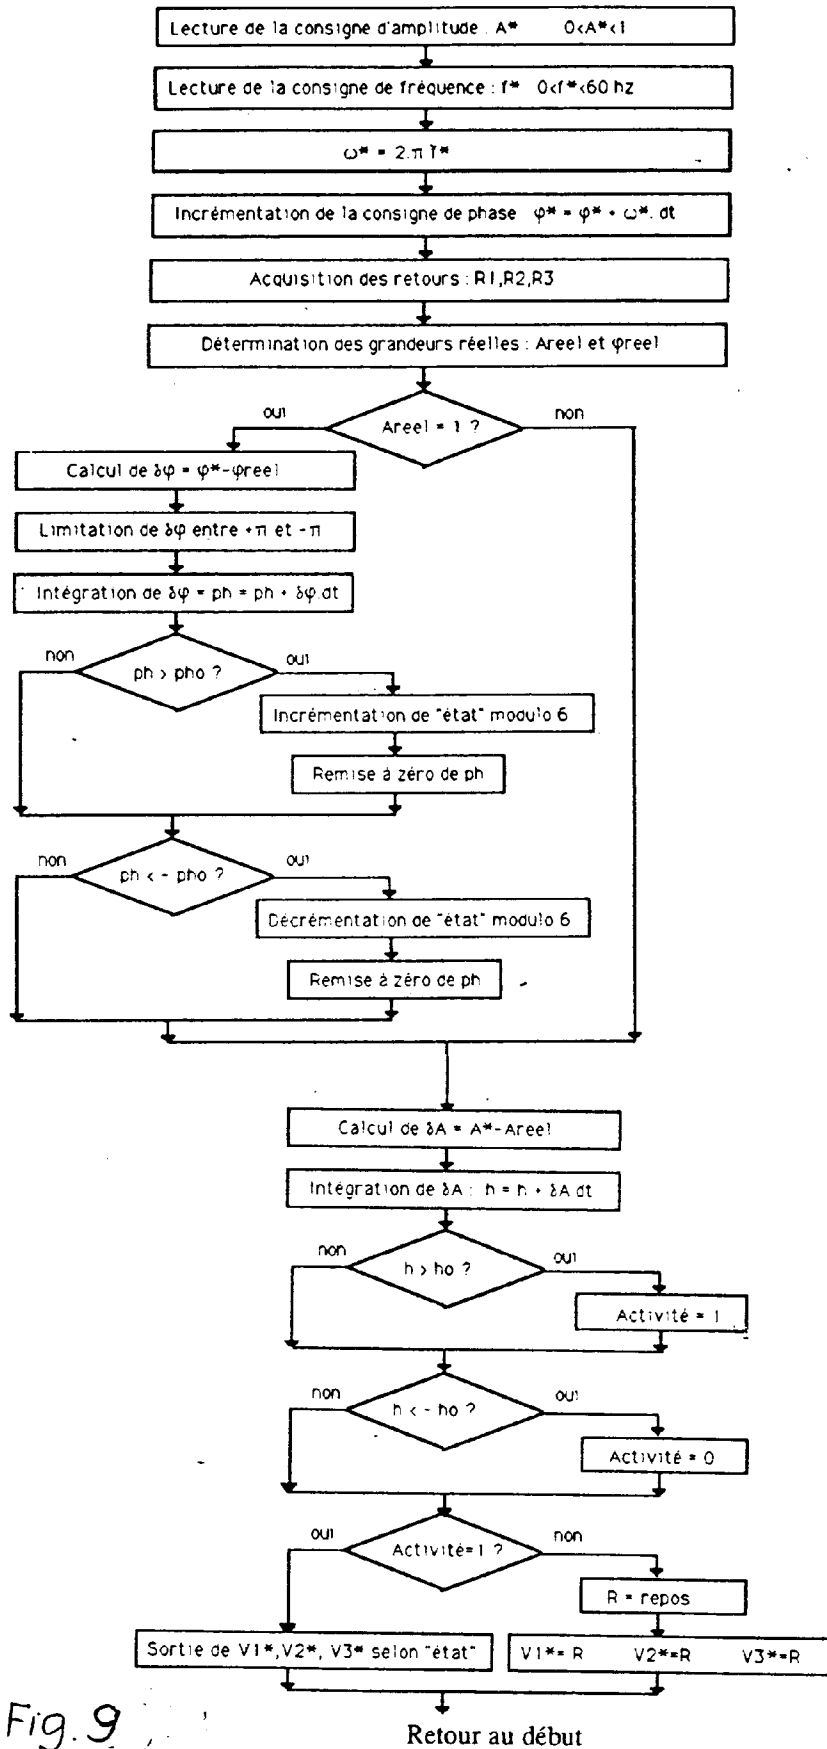 Lecture de la consigne d'amplitude : A* 0<A*<1
Lecture de la consigne de fréquence : f* 0<f*<60 hz
ω* = 2.π f*
Incrémentation de la consigne de phase φ* = φ* + ω*. dt
Acquisition des retours : R1,R2,R3
Détermination des grandeurs réelles : Areel et φreel
oui
Areel = 1 ?
non
Calcul de δφ = φ*-φreel
Limitation de δφ entre +π et -π
Intégration de δφ = ph = ph + δφ.dt
non
ph > pho ?
oui
Incrémentation de "état" modulo 6
Remise à zéro de ph
non
ph < - pho ?
oui
Décrémentation de "état" modulo 6
Remise à zéro de ph
Calcul de δA = A*-Areel
Intégration de δA : h = h + δA.dt
non
h > ho ?
oui
Activité = 1
non
h < - ho ?
oui
Activité = 0
oui
Activité=1 ?
non
R = repos
Sortie de V1*,V2*, V3* selon "état"
V1*= R V2*=R V3*=R
Fig. 9
Retour au début